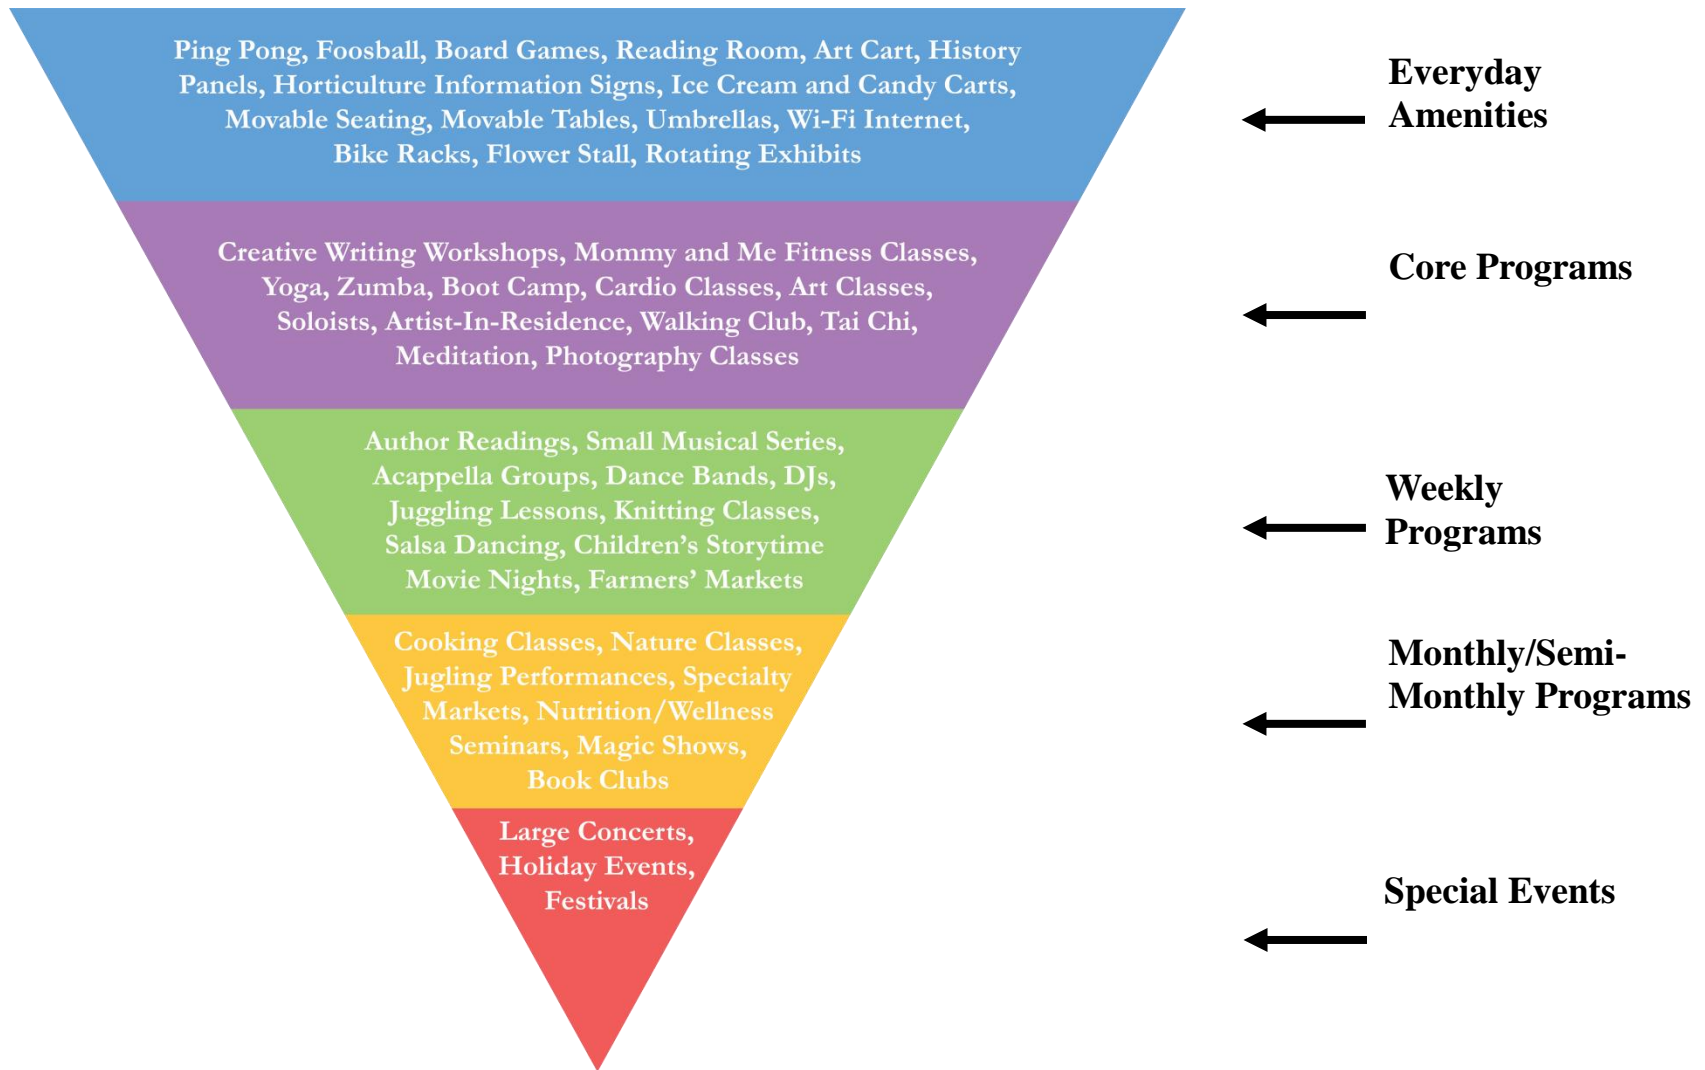 Ping Pong, Foosball, Board Games, Reading Room, Art Cart, History
Panels, Horticulture Information Signs, Ice Cream and Candy Carts,
Movable Seating, Movable Tables, Umbrellas, Wi-Fi Internet,
Bike Racks, Flower Stall, Rotating Exhibits
Everyday
Amenities
Creative Writing Workshops, Mommy and Me Fitness Classes,
Yoga, Zumba, Boot Camp, Cardio Classes, Art Classes,
Soloists, Artist-In-Residence, Walking Club, Tai Chi,
Meditation, Photography Classes
Core Programs
Author Readings, Small Musical Series,
Acappella Groups, Dance Bands, DJs,
Juggling Lessons, Knitting Classes,
Salsa Dancing, Children’s Storytime
Movie Nights, Farmers’ Markets
Weekly
Programs
Cooking Classes, Nature Classes,
Jugling Performances, Specialty
Markets, Nutrition/Wellness
Seminars, Magic Shows,
Book Clubs
Monthly/Semi-
Monthly Programs
Large Concerts,
Holiday Events,
Festivals
Special Events